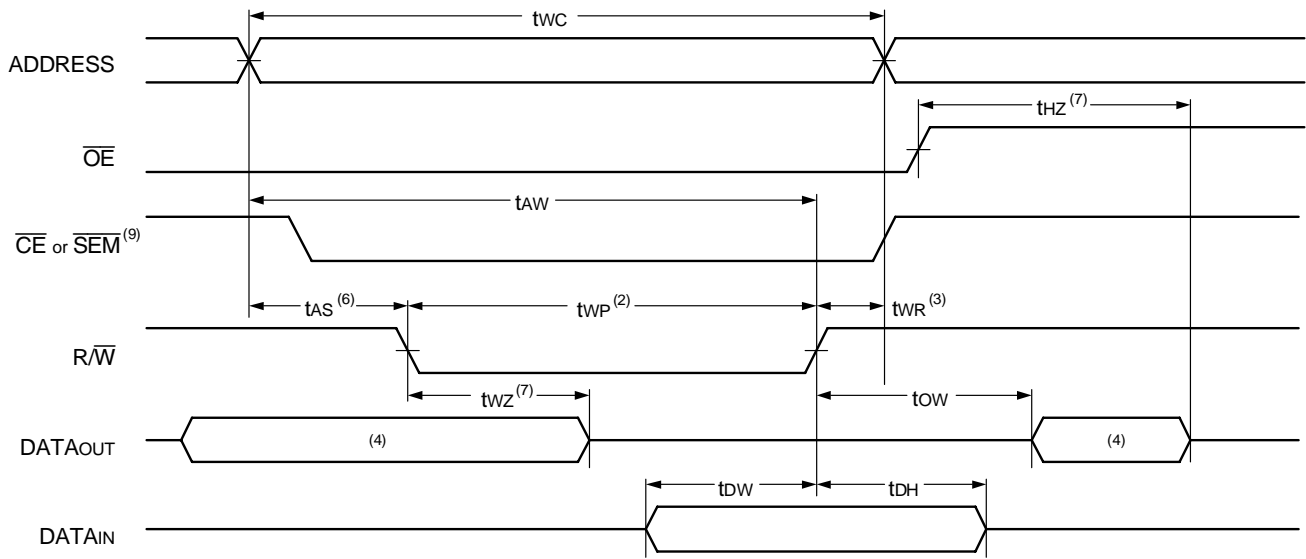 tWC
ADDRESS
tHZ (7)
OE
tAW
CE or SEM (9)
tAS (6)
tWP (2)
tWR (3)
R/W
tWZ (7)
tOW
DATAOUT
(4)
(4)
tDW
tDH
DATAIN